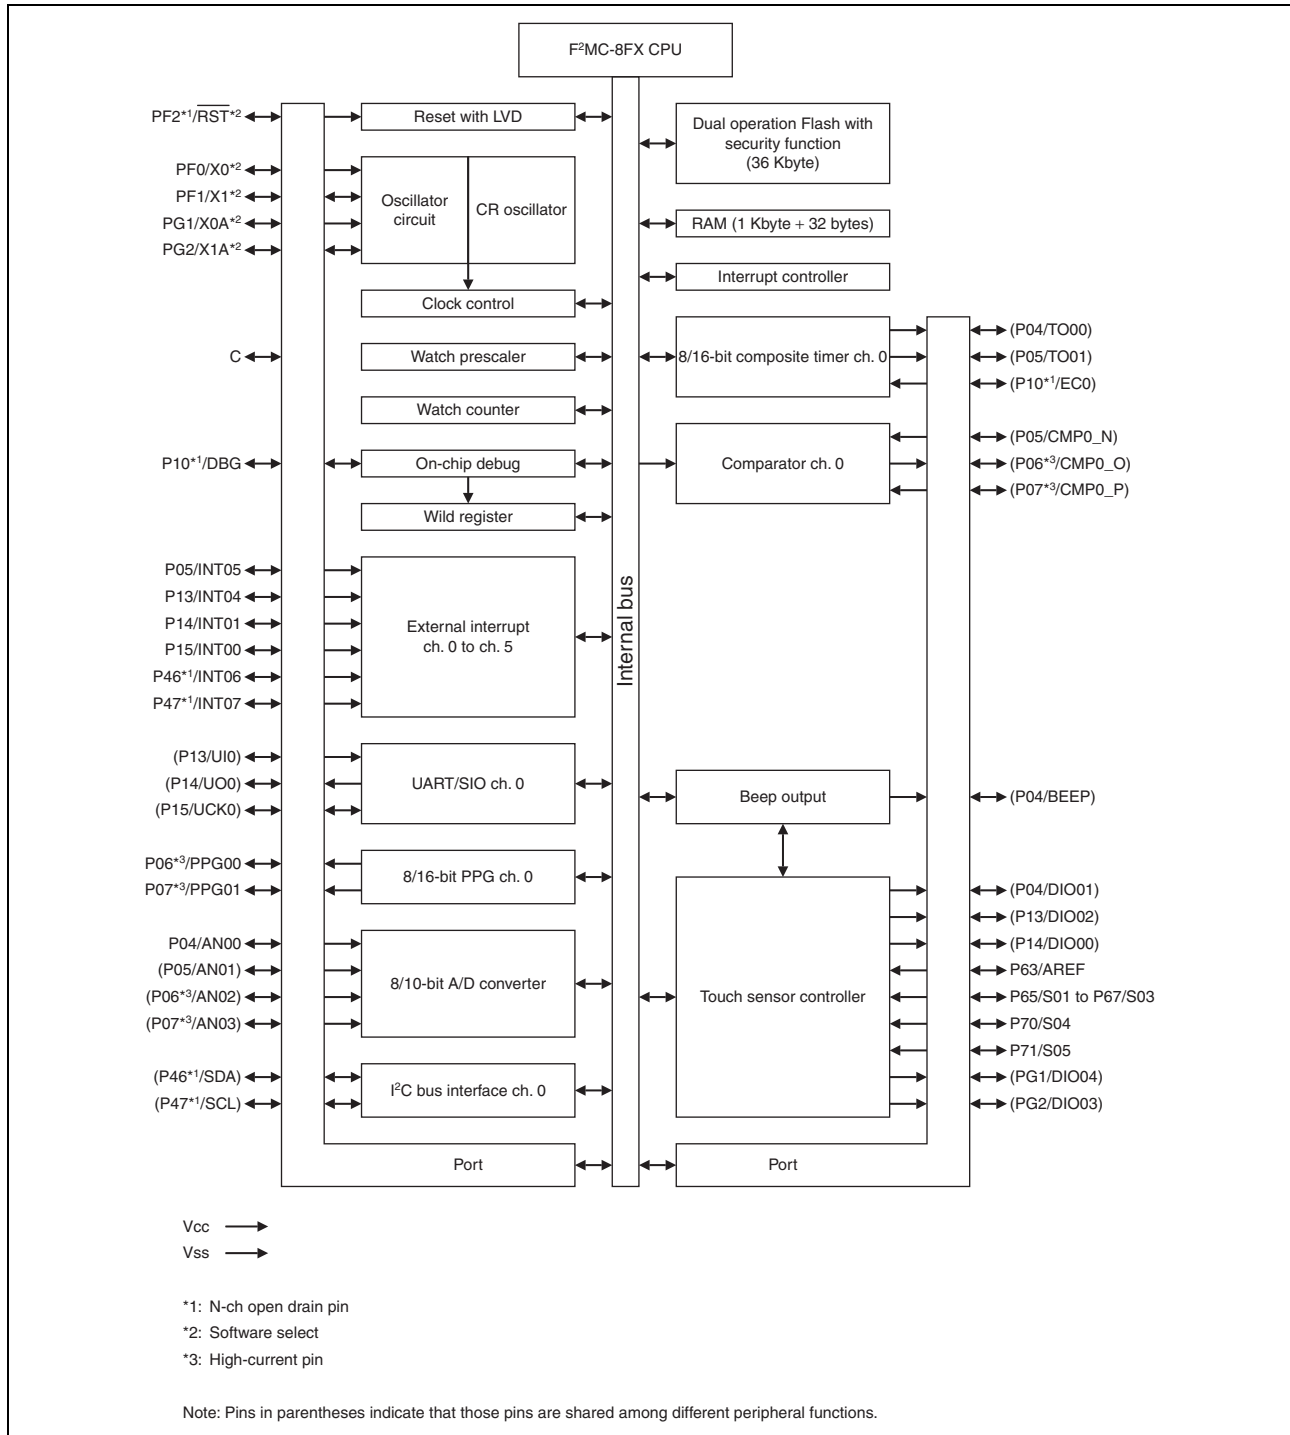 F²MC-8FX CPU
PF2*1/RST*2
Reset with LVD
Dual operation Flash with
security function
(36 Kbyte)
PF0/X0*2
PF1/X1*2
PG1/X0A*2
PG2/X1A*2
Oscillator
circuit
CR oscillator
RAM (1 Kbyte + 32 bytes)
Interrupt controller
Clock control
C
Watch prescaler
8/16-bit composite timer ch. 0
(P04/TO00)
(P05/TO01)
(P10*1/EC0)
Watch counter
P10*1/DBG
On-chip debug
Comparator ch. 0
(P05/CMP0_N)
(P06*3/CMP0_O)
(P07*3/CMP0_P)
Wild register
Internal bus
P05/INT05
P13/INT04
P14/INT01
P15/INT00
P46*1/INT06
P47*1/INT07
External interrupt
ch. 0 to ch. 5
(P13/UI0)
(P14/UO0)
(P15/UCK0)
UART/SIO ch. 0
Beep output
(P04/BEEP)
P06*3/PPG00
P07*3/PPG01
8/16-bit PPG ch. 0
P04/AN00
(P05/AN01)
(P06*3/AN02)
(P07*3/AN03)
8/10-bit A/D converter
Touch sensor controller
(P04/DIO01)
(P13/DIO02)
(P14/DIO00)
P63/AREF
P65/S01 to P67/S03
P70/S04
P71/S05
(PG1/DIO04)
(PG2/DIO03)
(P46*1/SDA)
(P47*1/SCL)
I²C bus interface ch. 0
Port
Port
Vcc
Vss
*1: N-ch open drain pin
*2: Software select
*3: High-current pin
Note: Pins in parentheses indicate that those pins are shared among different peripheral functions.